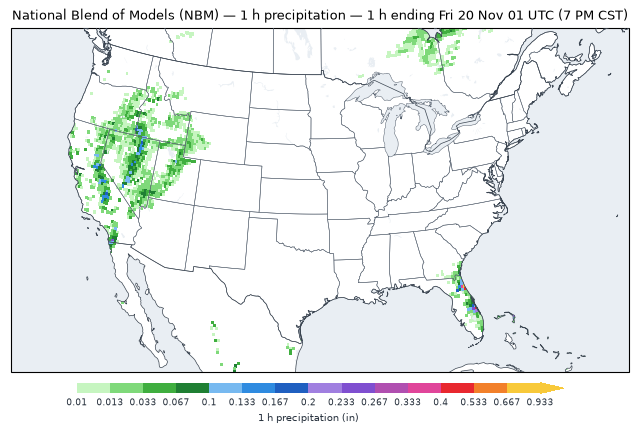 National Blend of Models (NBM) — 1 h precipitation — 1 h ending Fri 20 Nov 01 UTC (7 PM CST)
0.01 0.013 0.033 0.067 0.1 0.133 0.167 0.2 0.233 0.267 0.333 0.4 0.533 0.667 0.933
1 h precipitation (in)